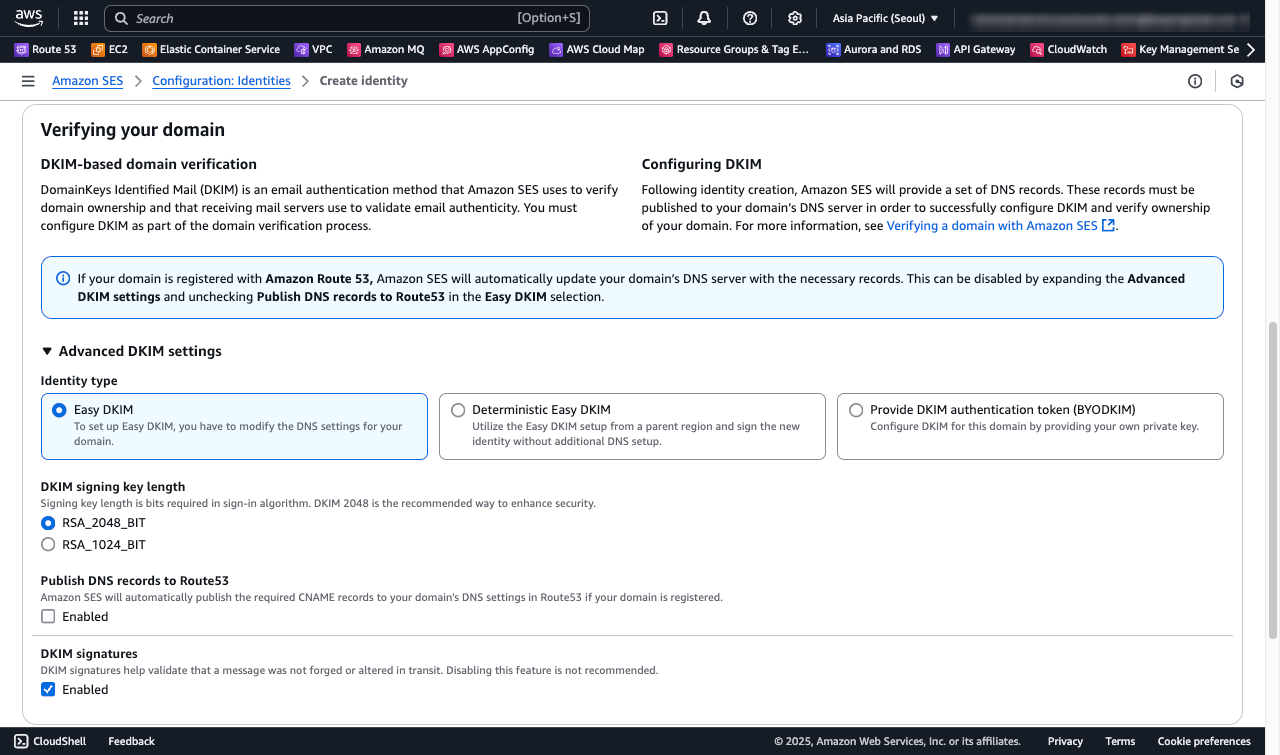 aws
Search
[Option+S]
Asia Pacific (Seoul)
Route 53
EC2
Elastic Container Service
VPC
Amazon MQ
AWS AppConfig
AWS Cloud Map
Resource Groups & Tag E...
Aurora and RDS
API Gateway
CloudWatch
Key Management Se
Amazon SES
Configuration: Identities
Create identity
Verifying your domain
DKIM-based domain verification
DomainKeys Identified Mail (DKIM) is an email authentication method that Amazon SES uses to verify
domain ownership and that receiving mail servers use to validate email authenticity. You must
configure DKIM as part of the domain verification process.
Configuring DKIM
Following identity creation, Amazon SES will provide a set of DNS records. These records must be
published to your domain’s DNS server in order to successfully configure DKIM and verify ownership
of your domain. For more information, see Verifying a domain with Amazon SES.
If your domain is registered with Amazon Route 53, Amazon SES will automatically update your domain’s DNS server with the necessary records. This can be disabled by expanding the Advanced
DKIM settings and unchecking Publish DNS records to Route53 in the Easy DKIM selection.
Advanced DKIM settings
Identity type
Easy DKIM
To set up Easy DKIM, you have to modify the DNS settings for your
domain.
Deterministic Easy DKIM
Utilize the Easy DKIM setup from a parent region and sign the new
identity without additional DNS setup.
Provide DKIM authentication token (BYODKIM)
Configure DKIM for this domain by providing your own private key.
DKIM signing key length
Signing key length is bits required in sign-in algorithm. DKIM 2048 is the recommended way to enhance security.
RSA_2048_BIT
RSA_1024_BIT
Publish DNS records to Route53
Amazon SES will automatically publish the required CNAME records to your domain’s DNS settings in Route53 if your domain is registered.
Enabled
DKIM signatures
DKIM signatures help validate that a message was not forged or altered in transit. Disabling this feature is not recommended.
Enabled
CloudShell
Feedback
© 2025, Amazon Web Services, Inc. or its affiliates.
Privacy
Terms
Cookie preferences